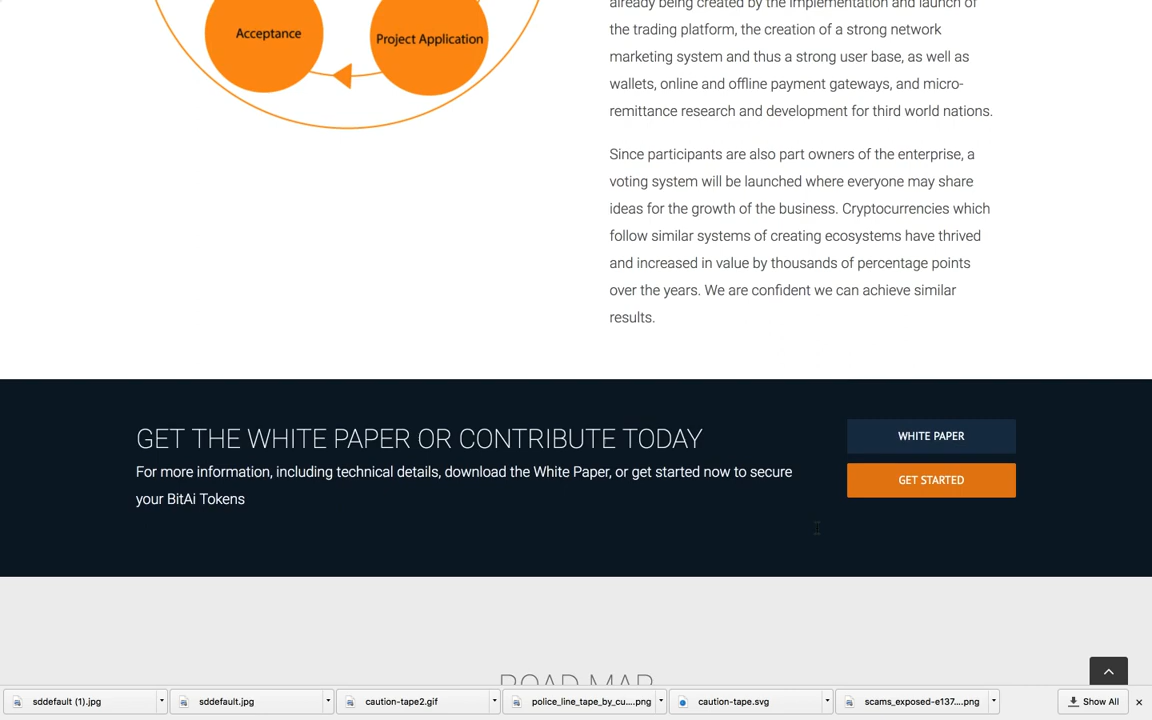 Acceptance
Project Application
already being created by the implementation and launch of
the trading platform, the creation of a strong network
marketing system and thus a strong user base, as well as
wallets, online and offline payment gateways, and micro-
remittance research and development for third world nations.
Since participants are also part owners of the enterprise, a
voting system will be launched where everyone may share
ideas for the growth of the business. Cryptocurrencies which
follow similar systems of creating ecosystems have thrived
and increased in value by thousands of percentage points
over the years. We are confident we can achieve similar
results.
GET THE WHITE PAPER OR CONTRIBUTE TODAY
For more information, including technical details, download the White Paper, or get started now to secure
your BitAi Tokens
WHITE PAPER
GET STARTED
ROAD MAP
sddefault (1).jpg
sddefault.jpg
caution-tape2.gif
police_line_tape_by_cu....png
caution-tape.svg
scams_exposed-e137....png
Show All